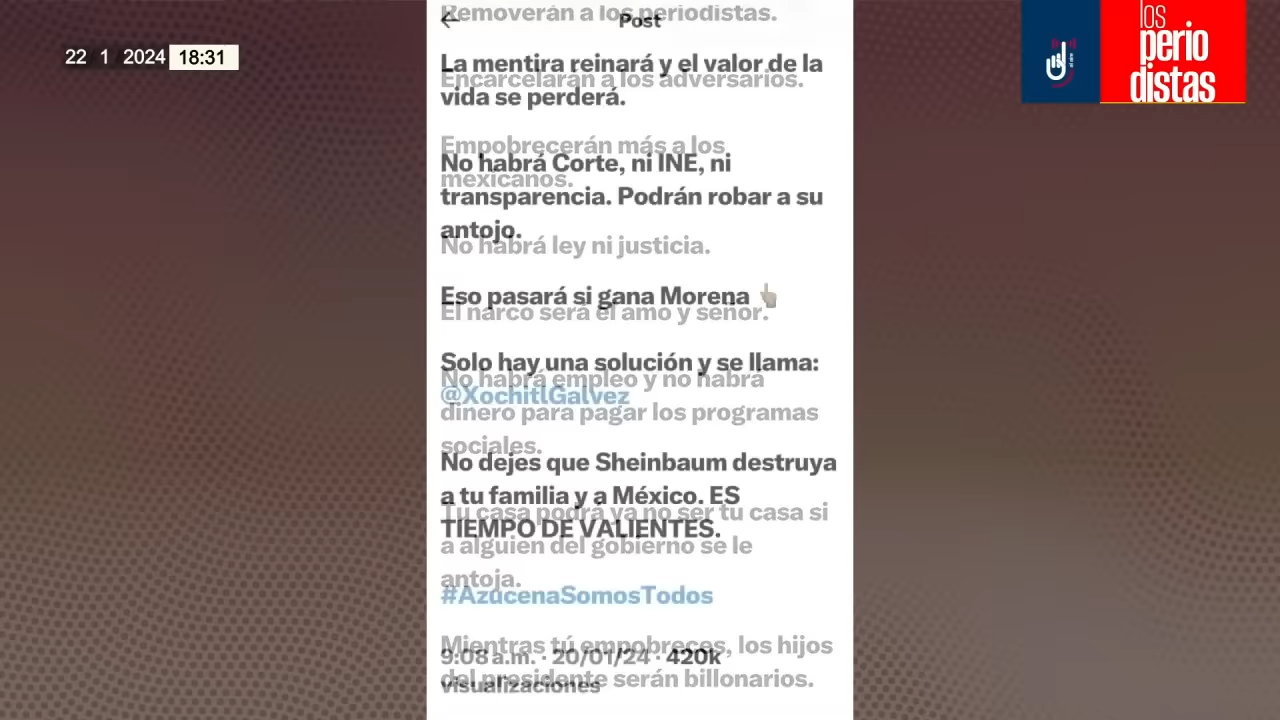 22 1 2024 18:31
los
perio
distas
Post
Removerán a los periodistas.
La mentira reinará y el valor de la
vida se perderá.
Encarcelarán a los adversarios.
Empobrecerán más a los
mexicanos.
No habrá Corte, ni INE, ni
transparencia. Podrán robar a su
antojo.
No habrá ley ni justicia.
Eso pasará si gana Morena 👆
El narco será el amo y señor.
Solo hay una solución y se llama:
@XochitlGalvez
No habrá empleo y no habrá
dinero para pagar los programas
sociales.
No dejes que Sheinbaum destruya
a tu familia y a México. ES
TIEMPO DE VALIENTES.
Tu casa podrá ya no ser tu casa si
a alguien del gobierno se le
antoja.
#AzucenaSomosTodos
Mientras tú empobreces, los hijos
del presidente serán billonarios.
9:08 a.m. · 20/01/24 · 420k
visualizaciones